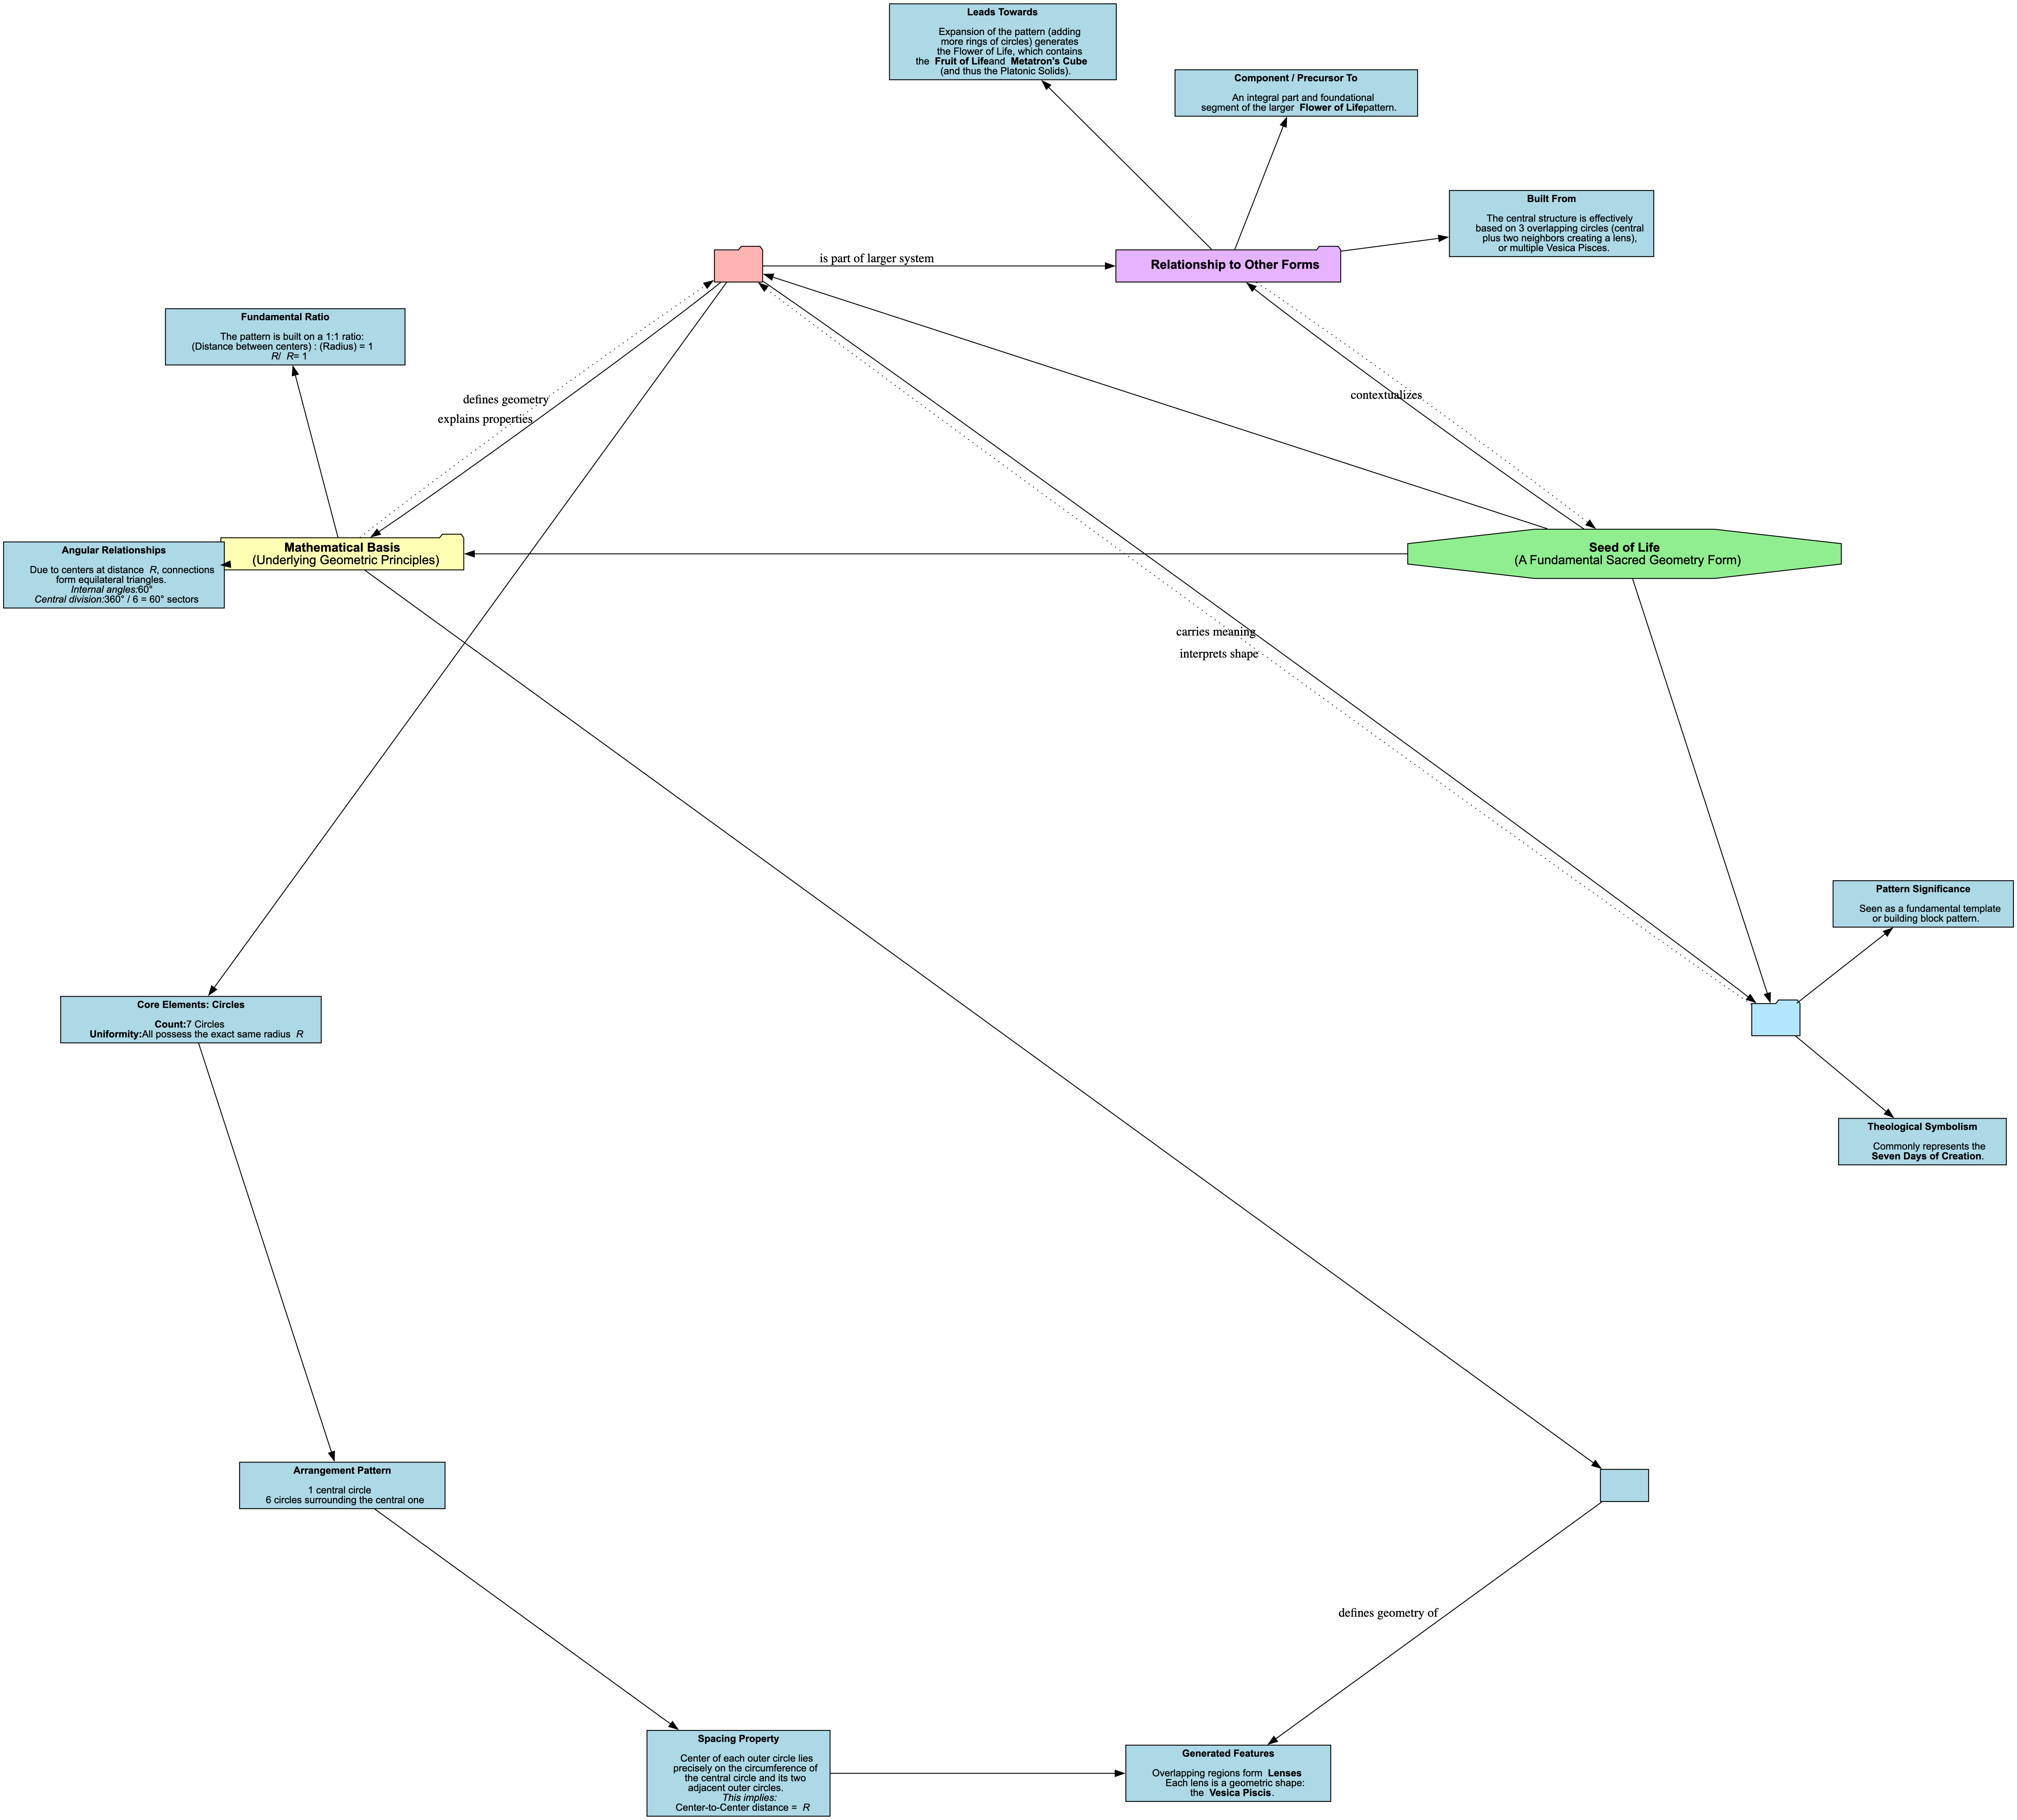 Leads Towards
Expansion of the pattern (adding
more rings of circles) generates
the Flower of Life, which contains
the Fruit of Lifeand Metatron's Cube
(and thus the Platonic Solids).
Component / Precursor To
An integral part and foundational
segment of the larger Flower of Lifepattern.
Built From
The central structure is effectively
based on 3 overlapping circles (central
plus two neighbors creating a lens),
or multiple Vesica Pisces.
is part of larger system
Relationship to Other Forms
Fundamental Ratio
The pattern is built on a 1:1 ratio:
(Distance between centers) : (Radius) = 1
R/ R= 1
defines geometry
explains properties
contextualizes
Angular Relationships
Due to centers at distance R, connections
form equilateral triangles.
Internal angles:60°
Central division:360° / 6 = 60° sectors
Mathematical Basis
(Underlying Geometric Principles)
Seed of Life
(A Fundamental Sacred Geometry Form)
carries meaning
interprets shape
Pattern Significance
Seen as a fundamental template
or building block pattern.
Core Elements: Circles
Count:7 Circles
Uniformity:All possess the exact same radius R
Theological Symbolism
Commonly represents the
Seven Days of Creation.
Arrangement Pattern
1 central circle
6 circles surrounding the central one
defines geometry of
Spacing Property
Center of each outer circle lies
precisely on the circumference of
the central circle and its two
adjacent outer circles.
This implies:
Center-to-Center distance = R
Generated Features
Overlapping regions form Lenses
Each lens is a geometric shape:
the Vesica Piscis.